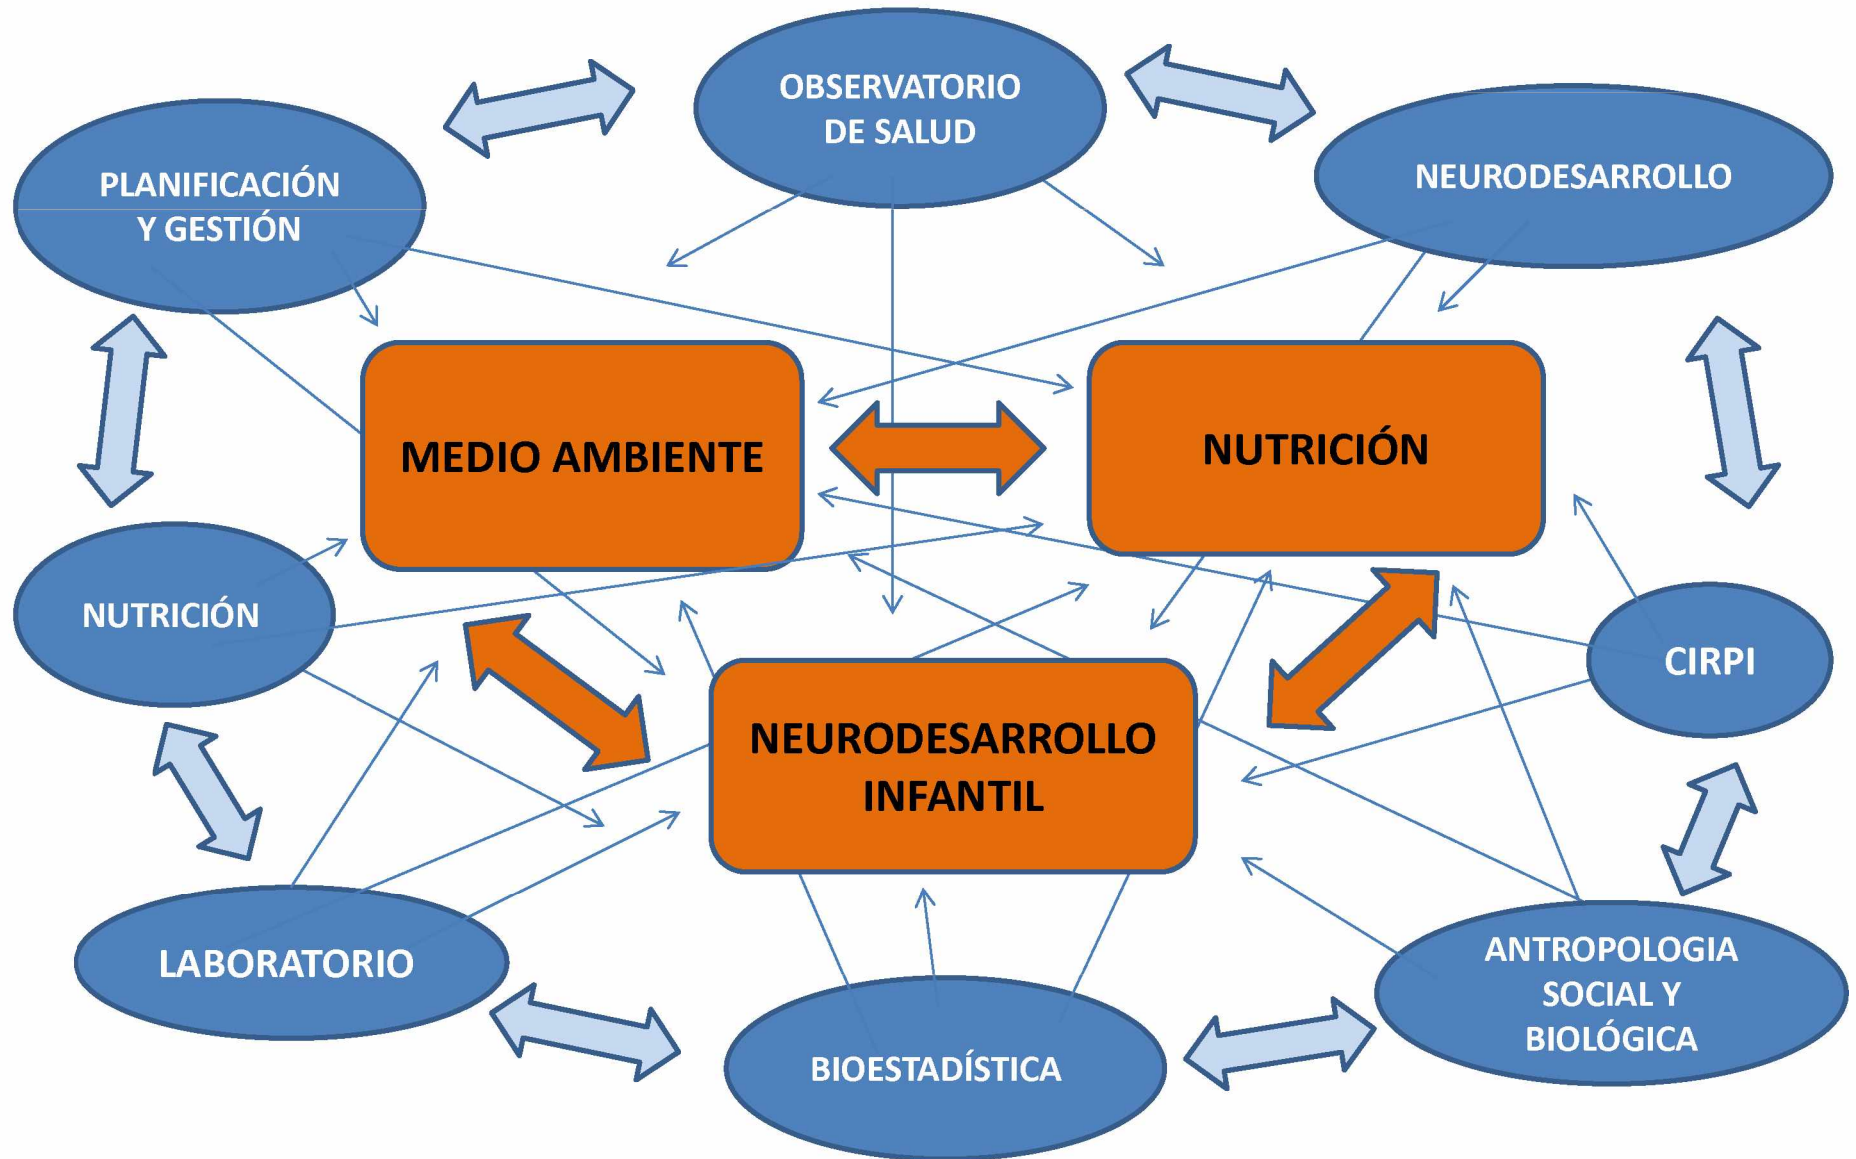 OBSERVATORIO
DE SALUD
PLANIFICACIÓN
Y GESTIÓN
NEURODESARROLLO
MEDIO AMBIENTE
NUTRICIÓN
NUTRICIÓN
CIRPI
NEURODESARROLLO
INFANTIL
LABORATORIO
ANTROPOLOGIA
SOCIAL Y
BIOLÓGICA
BIOESTADÍSTICA